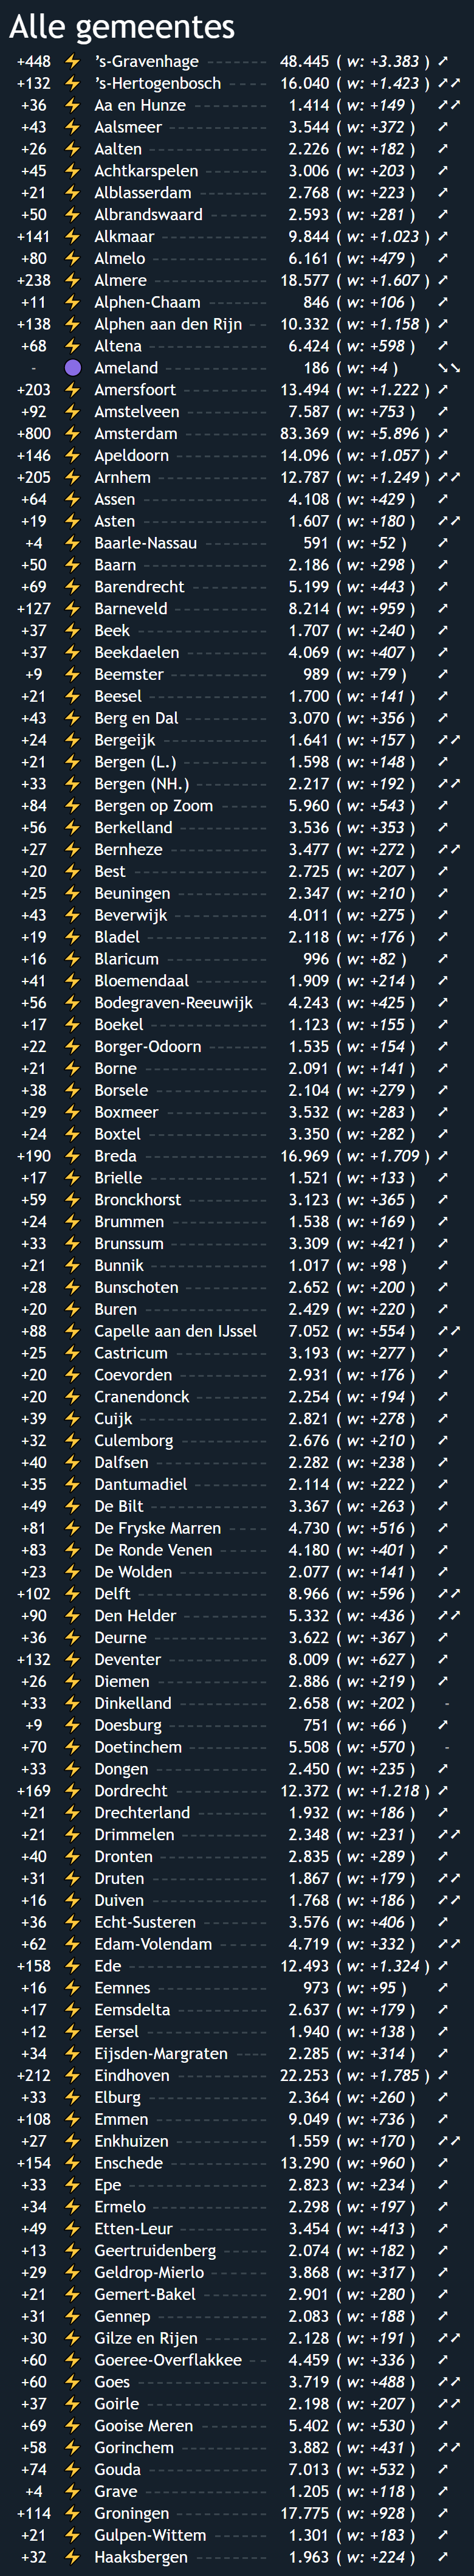 Alle gemeentes
+448 ⚡ ’s-Gravenhage 48.445 ( w: +3.383 ) ➚
+132 ⚡ ’s-Hertogenbosch 16.040 ( w: +1.423 ) ➚➚
+36 ⚡ Aa en Hunze 1.414 ( w: +149 ) ➚➚
+43 ⚡ Aalsmeer 3.544 ( w: +372 ) ➚
+26 ⚡ Aalten 2.226 ( w: +182 ) ➚
+45 ⚡ Achtkarspelen 3.006 ( w: +203 ) ➚
+21 ⚡ Alblasserdam 2.768 ( w: +223 ) ➚
+50 ⚡ Albrandswaard 2.593 ( w: +281 ) ➚
+141 ⚡ Alkmaar 9.844 ( w: +1.023 ) ➚
+80 ⚡ Almelo 6.161 ( w: +479 ) ➚
+238 ⚡ Almere 18.577 ( w: +1.607 ) ➚
+11 ⚡ Alphen-Chaam 846 ( w: +106 ) ➚
+138 ⚡ Alphen aan den Rijn 10.332 ( w: +1.158 ) ➚
+68 ⚡ Altena 6.424 ( w: +598 ) ➚
- Ameland 186 ( w: +4 ) ➘➘
+203 ⚡ Amersfoort 13.494 ( w: +1.222 ) ➚
+92 ⚡ Amstelveen 7.587 ( w: +753 ) ➚
+800 ⚡ Amsterdam 83.369 ( w: +5.896 ) ➚
+146 ⚡ Apeldoorn 14.096 ( w: +1.057 ) ➚
+205 ⚡ Arnhem 12.787 ( w: +1.249 ) ➚➚
+64 ⚡ Assen 4.108 ( w: +429 ) ➚
+19 ⚡ Asten 1.607 ( w: +180 ) ➚➚
+4 ⚡ Baarle-Nassau 591 ( w: +52 ) ➚
+50 ⚡ Baarn 2.186 ( w: +298 ) ➚
+69 ⚡ Barendrecht 5.199 ( w: +443 ) ➚
+127 ⚡ Barneveld 8.214 ( w: +959 ) ➚
+37 ⚡ Beek 1.707 ( w: +240 ) ➚
+37 ⚡ Beekdaelen 4.069 ( w: +407 ) ➚
+9 ⚡ Beemster 989 ( w: +79 ) ➚
+21 ⚡ Beesel 1.700 ( w: +141 ) ➚
+43 ⚡ Berg en Dal 3.070 ( w: +356 ) ➚
+24 ⚡ Bergeijk 1.641 ( w: +157 ) ➚➚
+21 ⚡ Bergen (L.) 1.598 ( w: +148 ) ➚
+33 ⚡ Bergen (NH.) 2.217 ( w: +192 ) ➚➚
+84 ⚡ Bergen op Zoom 5.960 ( w: +543 ) ➚
+56 ⚡ Berkelland 3.536 ( w: +353 ) ➚
+27 ⚡ Bernheze 3.477 ( w: +272 ) ➚➚
+20 ⚡ Best 2.725 ( w: +207 ) ➚
+25 ⚡ Beuningen 2.347 ( w: +210 ) ➚
+43 ⚡ Beverwijk 4.011 ( w: +275 ) ➚
+19 ⚡ Bladel 2.118 ( w: +176 ) ➚
+16 ⚡ Blaricum 996 ( w: +82 ) ➚
+41 ⚡ Bloemendaal 1.909 ( w: +214 ) ➚
+56 ⚡ Bodegraven-Reeuwijk 4.243 ( w: +425 ) ➚
+17 ⚡ Boekel 1.123 ( w: +155 ) ➚
+22 ⚡ Borger-Odoorn 1.535 ( w: +154 ) ➚
+21 ⚡ Borne 2.091 ( w: +141 ) ➚
+38 ⚡ Borsele 2.104 ( w: +279 ) ➚
+29 ⚡ Boxmeer 3.532 ( w: +283 ) ➚
+24 ⚡ Boxtel 3.350 ( w: +282 ) ➚
+190 ⚡ Breda 16.969 ( w: +1.709 ) ➚
+17 ⚡ Brielle 1.521 ( w: +133 ) ➚
+59 ⚡ Bronckhorst 3.123 ( w: +365 ) ➚
+24 ⚡ Brummen 1.538 ( w: +169 ) ➚
+33 ⚡ Brunssum 3.309 ( w: +421 ) ➚
+21 ⚡ Bunnik 1.017 ( w: +98 ) ➚
+28 ⚡ Bunschoten 2.652 ( w: +200 ) ➚
+20 ⚡ Buren 2.429 ( w: +220 ) ➚
+88 ⚡ Capelle aan den IJssel 7.052 ( w: +554 ) ➚➚
+25 ⚡ Castricum 3.193 ( w: +277 ) ➚
+20 ⚡ Coevorden 2.931 ( w: +176 ) ➚
+20 ⚡ Cranendonck 2.254 ( w: +194 ) ➚
+39 ⚡ Cuijk 2.821 ( w: +278 ) ➚
+32 ⚡ Culemborg 2.676 ( w: +210 ) ➚
+40 ⚡ Dalfsen 2.282 ( w: +238 ) ➚
+35 ⚡ Dantumadiel 2.114 ( w: +222 ) ➚
+49 ⚡ De Bilt 3.367 ( w: +263 ) ➚
+81 ⚡ De Fryske Marren 4.730 ( w: +516 ) ➚
+83 ⚡ De Ronde Venen 4.180 ( w: +401 ) ➚
+23 ⚡ De Wolden 2.077 ( w: +141 ) ➚
+102 ⚡ Delft 8.966 ( w: +596 ) ➚➚
+90 ⚡ Den Helder 5.332 ( w: +436 ) ➚➚
+36 ⚡ Deurne 3.622 ( w: +367 ) ➚
+132 ⚡ Deventer 8.009 ( w: +627 ) ➚
+26 ⚡ Diemen 2.886 ( w: +219 ) ➚
+33 ⚡ Dinkelland 2.658 ( w: +202 ) -
+9 ⚡ Doesburg 751 ( w: +66 ) ➚
+70 ⚡ Doetinchem 5.508 ( w: +570 ) -
+33 ⚡ Dongen 2.450 ( w: +235 ) ➚
+169 ⚡ Dordrecht 12.372 ( w: +1.218 ) ➚
+21 ⚡ Drechterland 1.932 ( w: +186 ) ➚
+21 ⚡ Drimmelen 2.348 ( w: +231 ) ➚➚
+40 ⚡ Dronten 2.835 ( w: +289 ) ➚
+31 ⚡ Druten 1.867 ( w: +179 ) ➚➚
+16 ⚡ Duiven 1.768 ( w: +186 ) ➚➚
+36 ⚡ Echt-Susteren 3.576 ( w: +406 ) ➚
+62 ⚡ Edam-Volendam 4.719 ( w: +332 ) ➚➚
+158 ⚡ Ede 12.493 ( w: +1.324 ) ➚
+16 ⚡ Eemnes 973 ( w: +95 ) ➚
+17 ⚡ Eemsdelta 2.637 ( w: +179 ) ➚
+12 ⚡ Eersel 1.940 ( w: +138 ) ➚
+34 ⚡ Eijsden-Margraten 2.285 ( w: +314 ) ➚
+212 ⚡ Eindhoven 22.253 ( w: +1.785 ) ➚
+33 ⚡ Elburg 2.364 ( w: +260 ) ➚
+108 ⚡ Emmen 9.049 ( w: +736 ) ➚
+27 ⚡ Enkhuizen 1.559 ( w: +170 ) ➚➚
+154 ⚡ Enschede 13.290 ( w: +960 ) ➚
+33 ⚡ Epe 2.823 ( w: +234 ) ➚
+34 ⚡ Ermelo 2.298 ( w: +197 ) ➚
+49 ⚡ Etten-Leur 3.454 ( w: +413 ) ➚
+13 ⚡ Geertruidenberg 2.074 ( w: +182 ) ➚
+29 ⚡ Geldrop-Mierlo 3.868 ( w: +317 ) ➚
+21 ⚡ Gemert-Bakel 2.901 ( w: +280 ) ➚
+31 ⚡ Gennep 2.083 ( w: +188 ) ➚
+30 ⚡ Gilze en Rijen 2.128 ( w: +191 ) ➚➚
+60 ⚡ Goeree-Overflakkee 4.459 ( w: +336 ) ➚
+60 ⚡ Goes 3.719 ( w: +488 ) ➚➚
+37 ⚡ Goirle 2.198 ( w: +207 ) ➚➚
+69 ⚡ Gooise Meren 5.402 ( w: +530 ) ➚
+58 ⚡ Gorinchem 3.882 ( w: +431 ) ➚➚
+74 ⚡ Gouda 7.013 ( w: +532 ) ➚
+4 ⚡ Grave 1.205 ( w: +118 ) ➚
+114 ⚡ Groningen 17.775 ( w: +928 ) ➚
+21 ⚡ Gulpen-Wittem 1.301 ( w: +183 ) ➚
+32 ⚡ Haaksbergen 1.963 ( w: +224 ) ➚